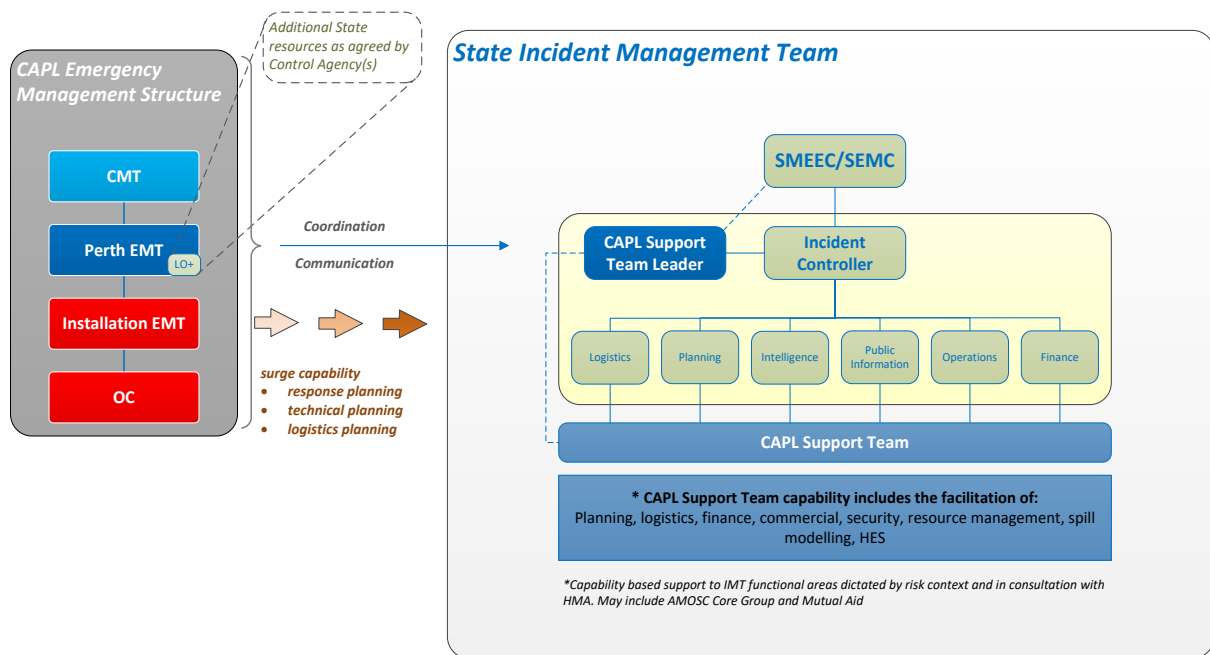 Additional State
resources as agreed by
Control Agency(s)
CAPL Emergency
Management Structure
CMT
Perth EMT
LO+
Installation EMT
OC
Coordination
Communication
surge capability
• response planning
• technical planning
• logistics planning
State Incident Management Team
SMEEC/SEMC
CAPL Support
Team Leader
Incident
Controller
Logistics
Planning
Intelligence
Public
Information
Operations
Finance
CAPL Support Team
* CAPL Support Team capability includes the facilitation of:
Planning, logistics, finance, commercial, security, resource management, spill
modelling, HES
*Capability based support to IMT functional areas dictated by risk context and in consultation with
HMA. May include AMOSC Core Group and Mutual Aid